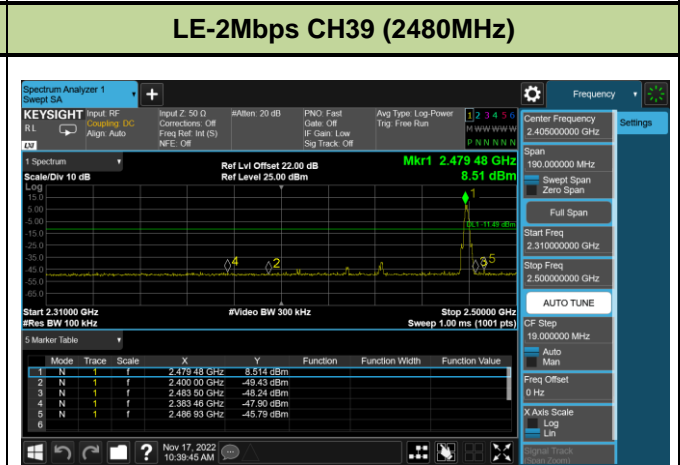 LE-2Mbps CH39 (2480MHz)
Spectrum Analyzer 1
Swept SA
+
Frequency
KEYSIGHT
RL
LXI
Input: RF
Coupling: DC
Align: Auto
Input Z: 50 Ω
Corrections: Off
Freq Ref: Int (S)
NFE: Off
#Atten: 20 dB
PNO: Fast
Gate: Off
IF Gain: Low
Sig Track: Off
Avg Type: Log-Power
Trig: Free Run
1 2 3 4 5 6
M W W W W W
P N N N N N
1 Spectrum
Scale/Div 10 dB
Ref Lvl Offset 22.00 dB
Ref Level 25.00 dBm
Mkr1 2.479 48 GHz
8.51 dBm
Log
15.0
5.00
-5.00
-15.0
-25.0
-35.0
-45.0
-55.0
-65.0
1
DL1 -11.49 dBm
4
2
3
5
Start 2.31000 GHz
#Res BW 100 kHz
#Video BW 300 kHz
Stop 2.50000 GHz
Sweep 1.00 ms (1001 pts)
5 Marker Table
Mode Trace Scale X Y Function Function Width Function Value
1 N 1 f 2.479 48 GHz 8.514 dBm
2 N 1 f 2.400 00 GHz -49.43 dBm
3 N 1 f 2.483 50 GHz -48.24 dBm
4 N 1 f 2.383 46 GHz -47.90 dBm
5 N 1 f 2.486 93 GHz -45.79 dBm
6
?
Nov 17, 2022
10:39:45 AM
Center Frequency
2.405000000 GHz
Settings
Span
190.000000 MHz
Swept Span
Zero Span
Full Span
Start Freq
2.310000000 GHz
Stop Freq
2.500000000 GHz
AUTO TUNE
CF Step
19.000000 MHz
Auto
Man
Freq Offset
0 Hz
X Axis Scale
Log
Lin
Signal Track
(Span Zoom)